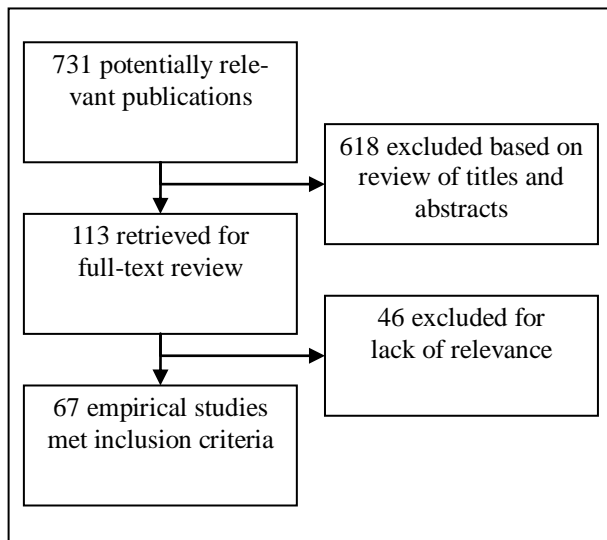 731 potentially rele-
vant publications
618 excluded based on
review of titles and
abstracts
113 retrieved for
full-text review
46 excluded for
lack of relevance
67 empirical studies
met inclusion criteria